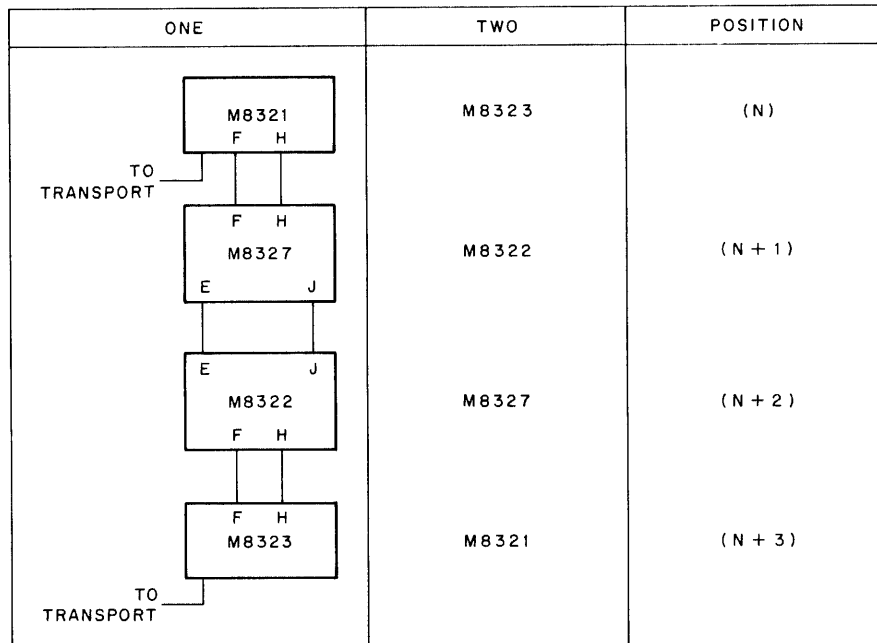 ONE TWO POSITION
M8321 M8323 (N)
F H
TO
TRANSPORT
F H
M8327 M8322 (N + 1)
E J
E J
M8322 M8327 (N + 2)
F H
F H
M8323 M8321 (N + 3)
TO
TRANSPORT